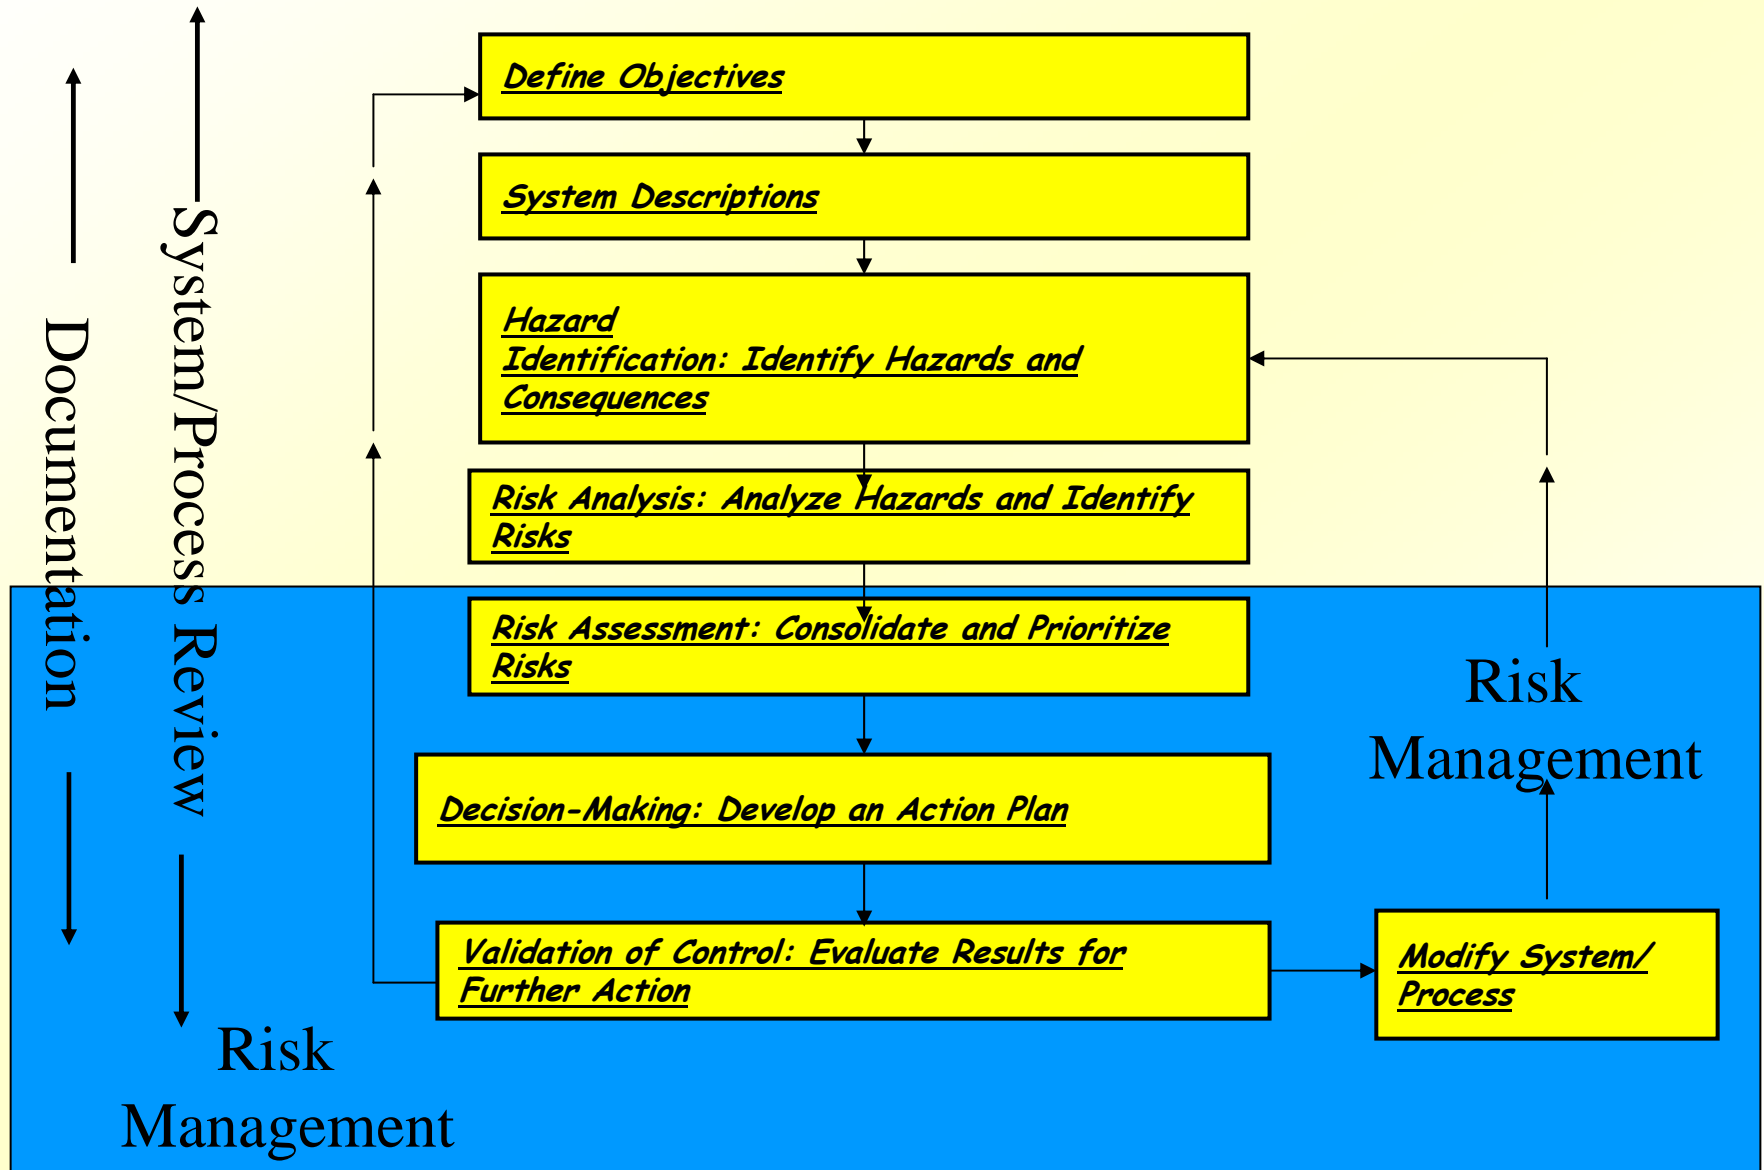 Define Objectives
System Descriptions
Hazard
Identification: Identify Hazards and
Consequences
Risk Analysis: Analyze Hazards and Identify
Risks
Risk Assessment: Consolidate and Prioritize
Risks
Decision-Making: Develop an Action Plan
Validation of Control: Evaluate Results for
Further Action
Modify System/
Process
Risk
Management
Documentation
System/Process Review
Risk
Management